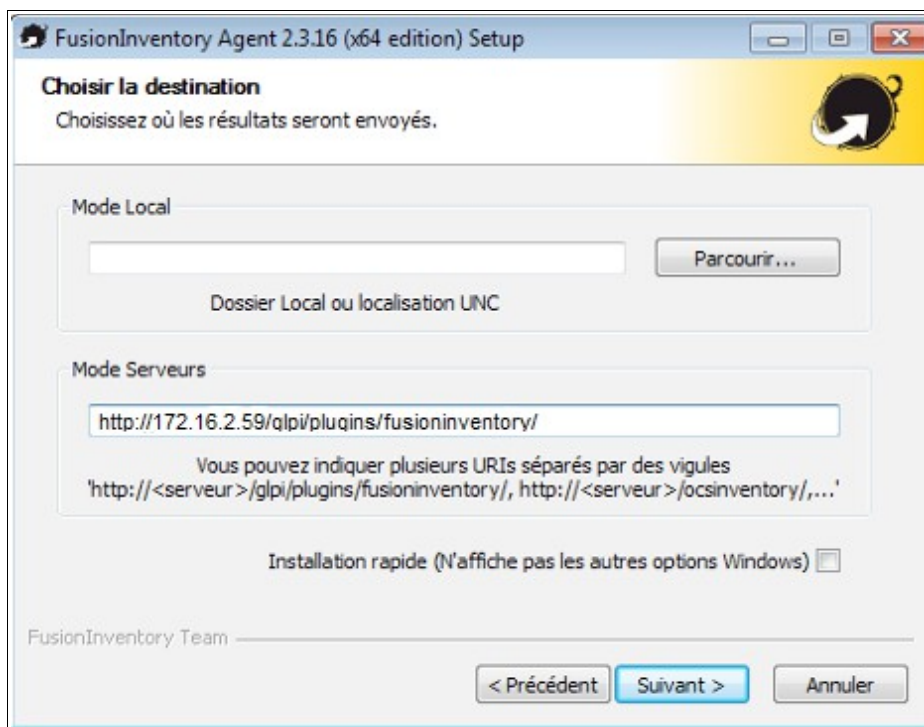 FusionInventory Agent 2.3.16 (x64 edition) Setup
Choisir la destination
Choisissez où les résultats seront envoyés.
Mode Local
Parcourir...
Dossier Local ou localisation UNC
Mode Serveurs
http://172.16.2.59/glpi/plugins/fusioninventory/
Vous pouvez indiquer plusieurs URIs séparés par des vigules
'http://<serveur>/glpi/plugins/fusioninventory/, http://<serveur>/ocsinventory/,...'
Installation rapide (N'affiche pas les autres options Windows)
FusionInventory Team
< Précédent
Suivant >
Annuler